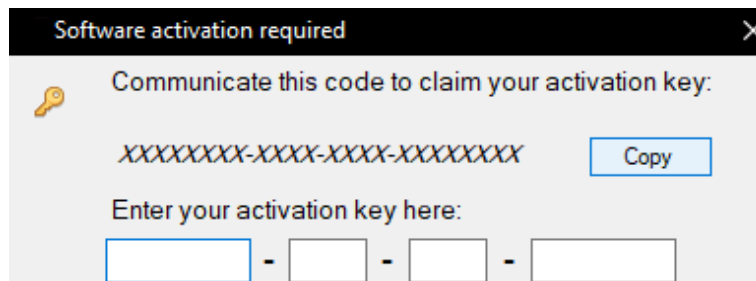 Software activation required
Communicate this code to claim your activation key:
XXXXXXXX-XXXX-XXXX-XXXXXXXX
Copy
Enter your activation key here:
- - -